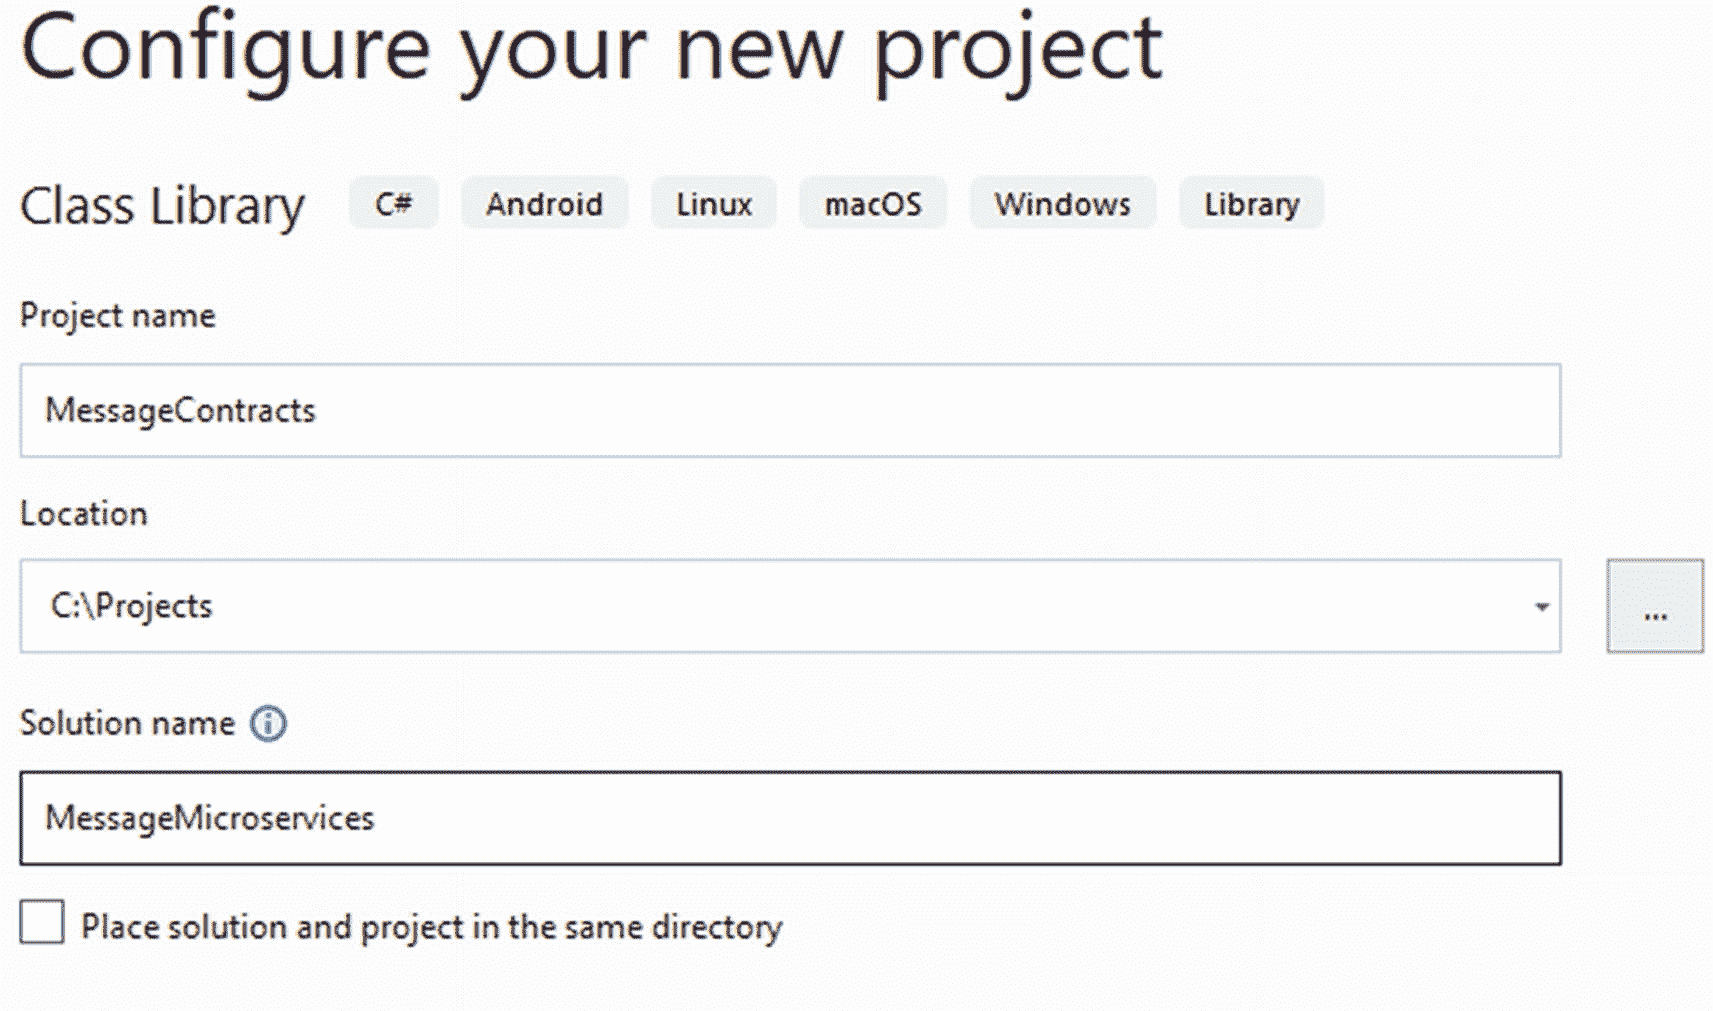 Configure your new project
Class Library C# Android Linux macOS Windows Library
Project name
MessageContracts
Location
C:\Projects
...
Solution name
MessageMicroservices
Place solution and project in the same directory